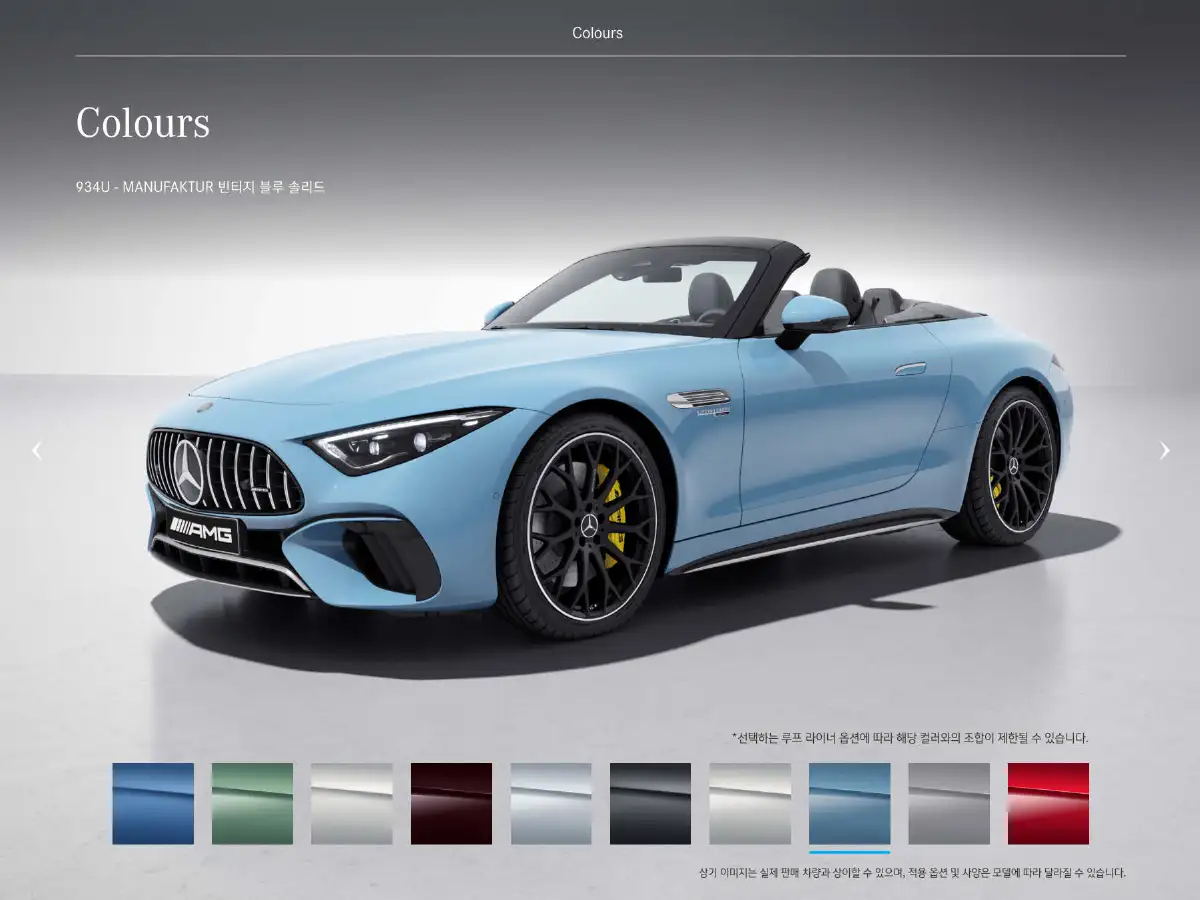 Colours
Colours
934U - MANUFAKTUR 빈티지 블루 솔리드
AMG
*선택하는 루프 라이너 옵션에 따라 해당 컬러와의 조합이 제한될 수 있습니다.
상기 이미지는 실제 판매 차량과 상이할 수 있으며, 적용 옵션 및 사양은 모델에 따라 달라질 수 있습니다.